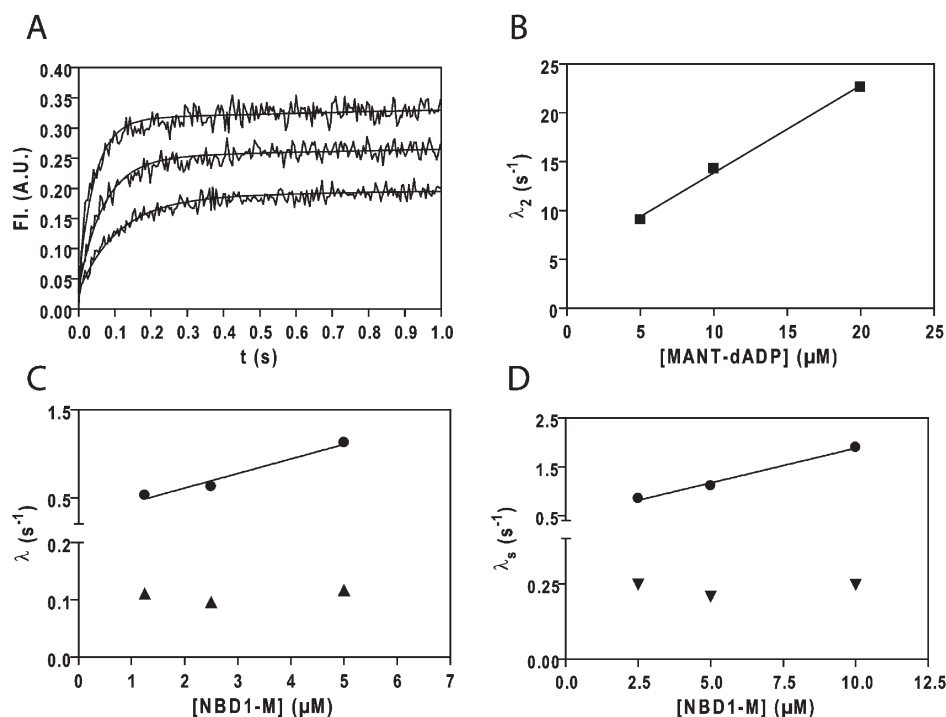 A
0.40
0.35
0.30
0.25
0.20
0.15
0.10
0.05
0.00
Fl. (A.U.)
0.0 0.1 0.2 0.3 0.4 0.5 0.6 0.7 0.8 0.9 1.0
t (s)
B
25
20
15
10
5
0
λ2 (s-1)
0 5 10 15 20 25
[MANT-dADP] (µM)
C
1.5
0.5
0.2
0.1
0.0
λ (s-1)
0 1 2 3 4 5 6 7
[NBD1-M] (µM)
D
2.5
1.5
0.5
0.25
0.00
λs (s-1)
0.0 2.5 5.0 7.5 10.0 12.5
[NBD1-M] (µM)